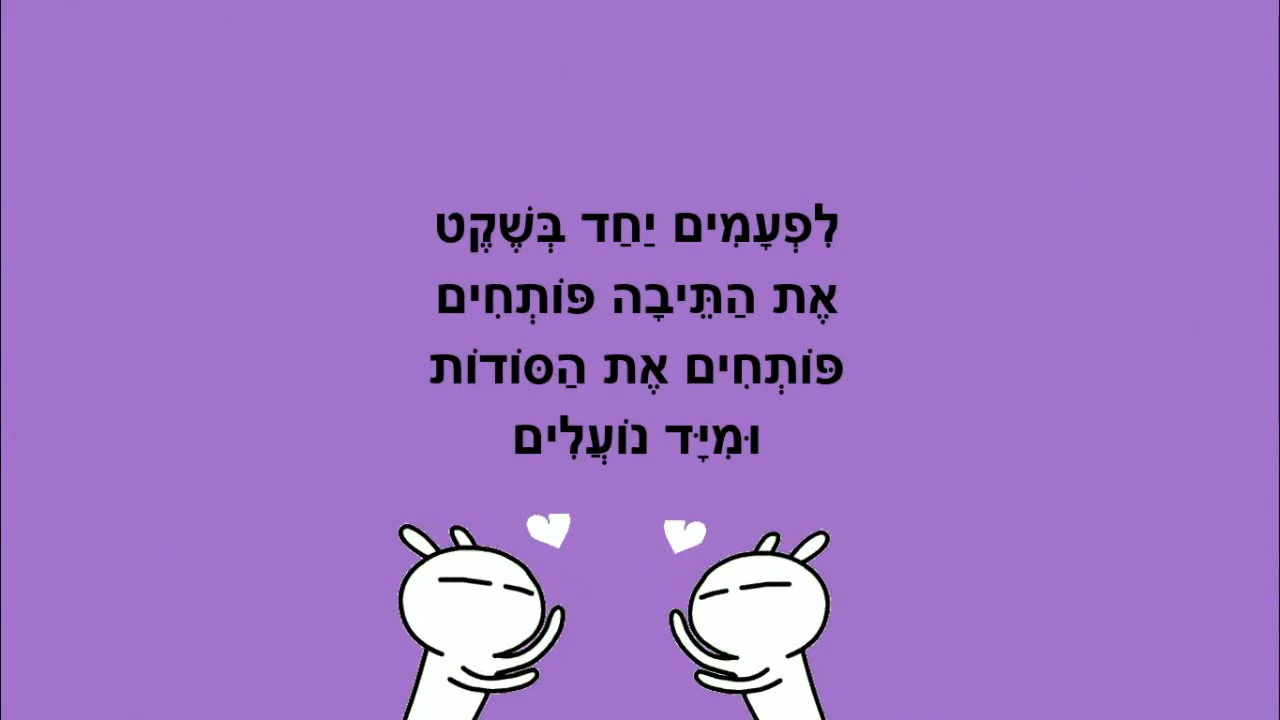 לִפְעָמִים יַחַד בְּשֶׁקֶט
אֶת הַתֵּיבָה פּוֹתְחִים
פּוֹתְחִים אֶת הַסּוֹדוֹת
וּמִיָּד נוֹעֲלִים